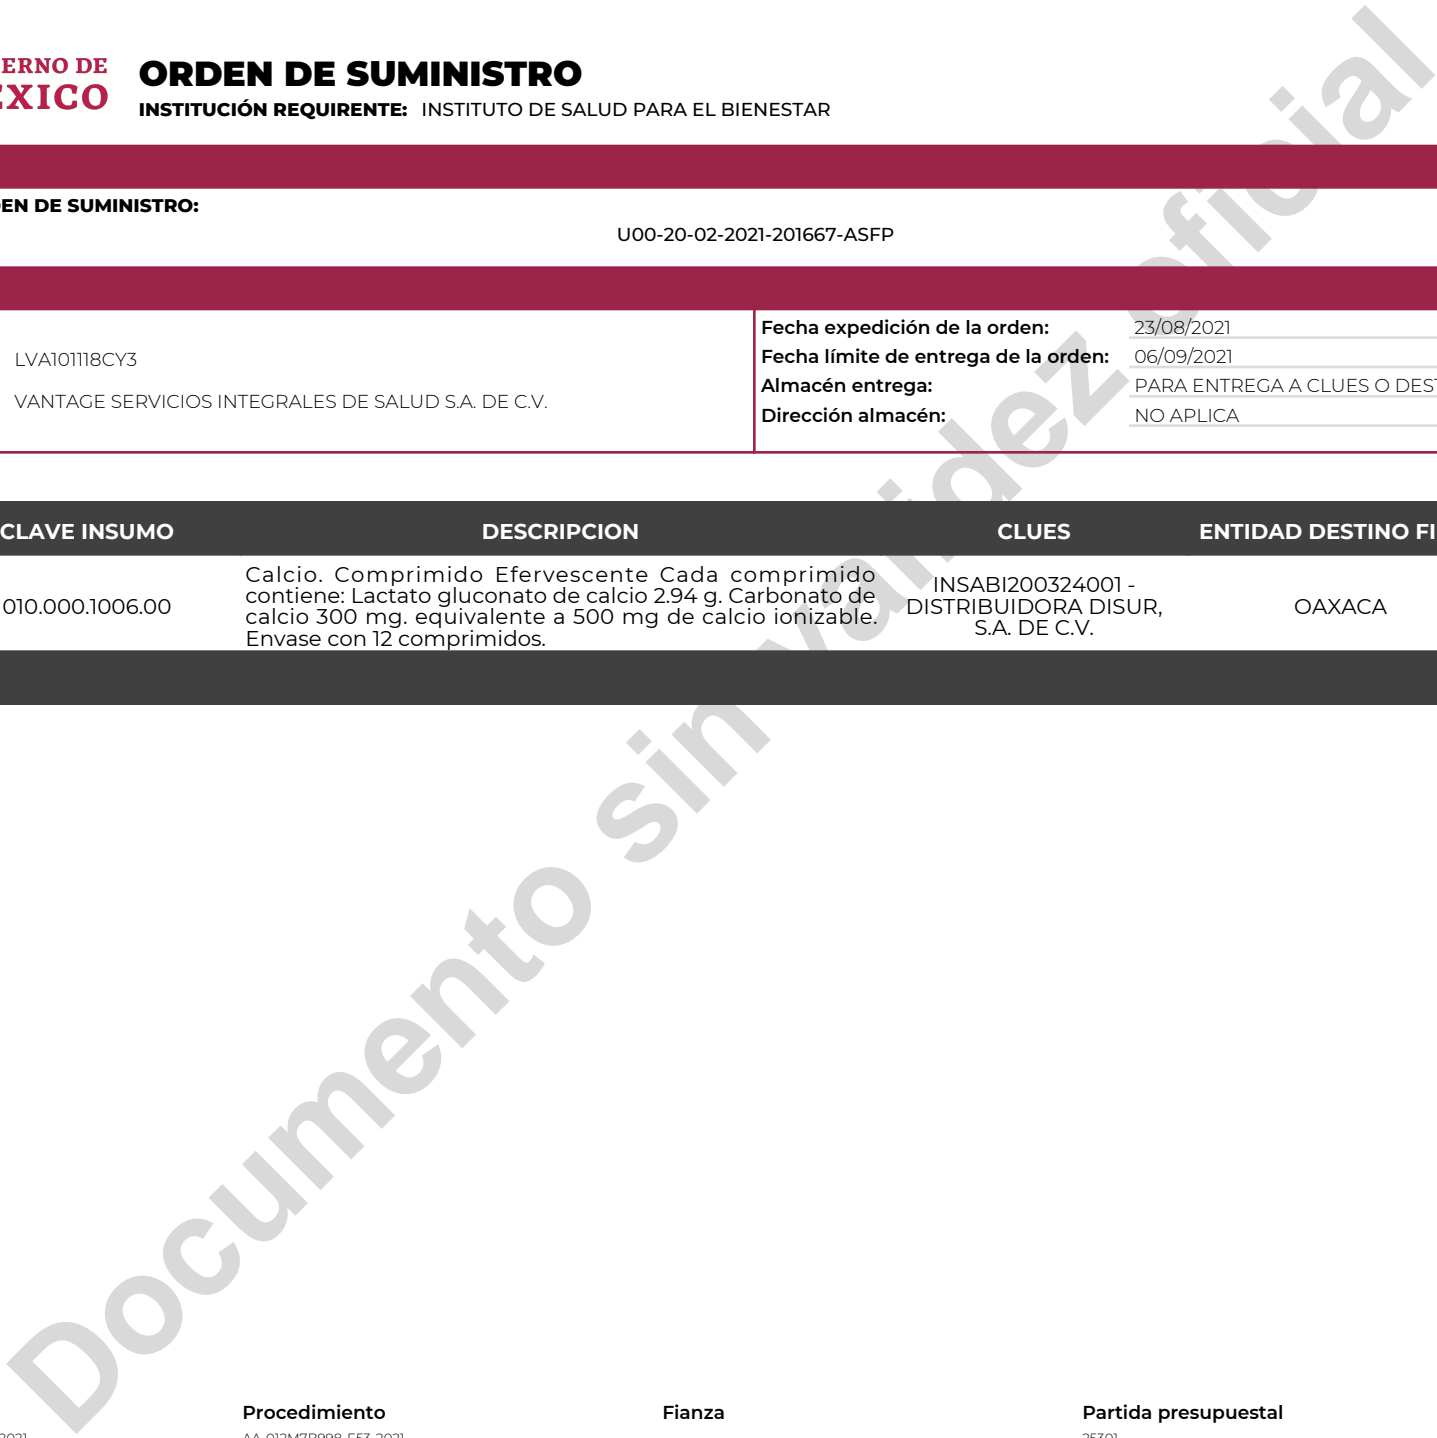 ERNO DE
ORDEN DE SUMINISTRO
INSTITUCIÓN REQUIRENTE: INSTITUTO DE SALUD PARA EL BIENESTAR
EN DE SUMINISTRO:
U00-20-02-2021-201667-ASFP
LVA101118CY3
VANTAGE SERVICIOS INTEGRALES DE SALUD S.A. DE C.V.
Fecha expedición de la orden: 23/08/2021
Fecha límite de entrega de la orden: 06/09/2021
Almacén entrega: PARA ENTREGA A CLUES O DEST
Dirección almacén: NO APLICA
CLAVE INSUMO DESCRIPCION CLUES ENTIDAD DESTINO FI
010.000.1006.00
Calcio. Comprimido Efervescente Cada comprimido
contiene: Lactato gluconato de calcio 2.94 g. Carbonato de
calcio 300 mg. equivalente a 500 mg de calcio ionizable.
Envase con 12 comprimidos.
INSABI200324001 -
DISTRIBUIDORA DISUR,
S.A. DE C.V.
OAXACA
Documento sin validez oficial
Procedimiento Fianza Partida presupuestal